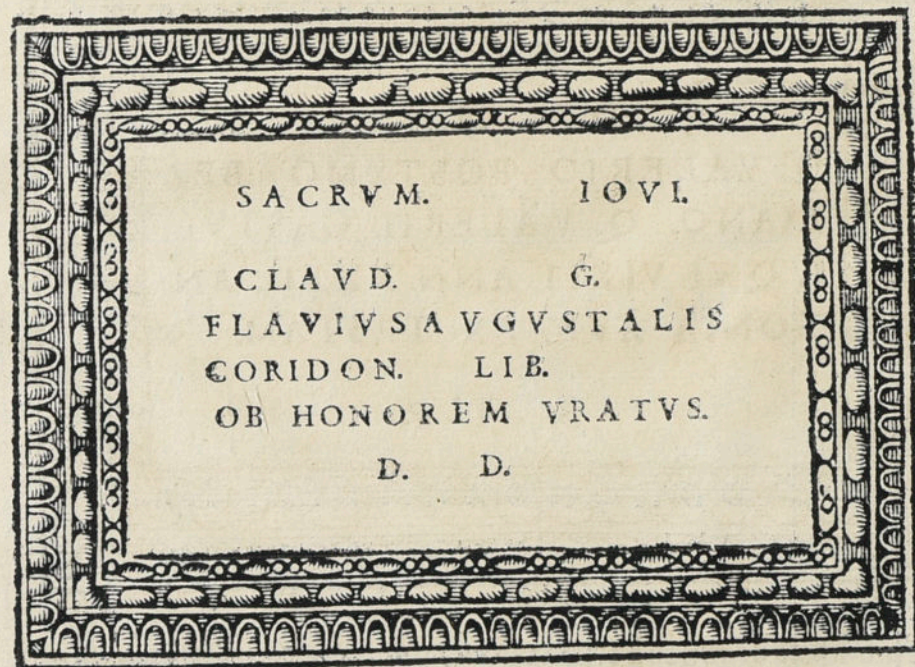 SACRVM. IOVI.
CLAVD. G.
FLAVIVS AVGVSTALIS
CORIDON. LIB.
OB HONOREM VRATVS.
D. D.